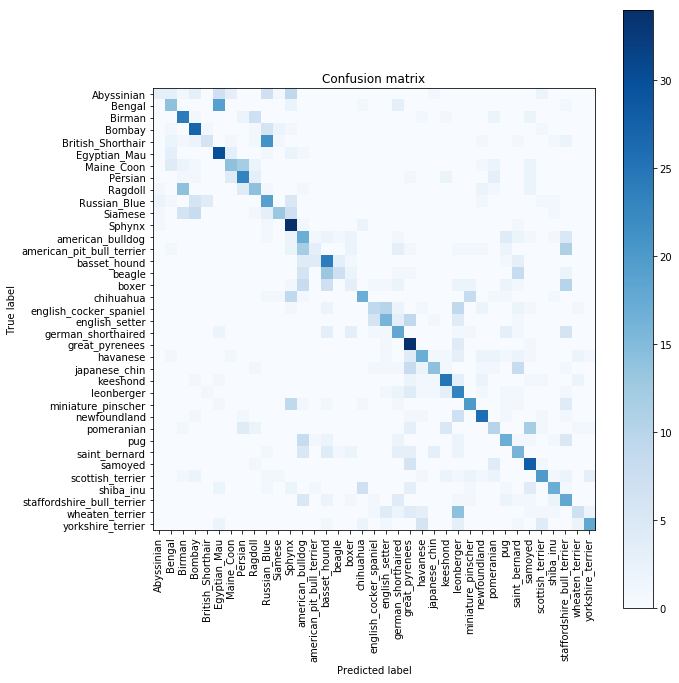 Confusion matrix
True label
Abyssinian
Bengal
Birman
Bombay
British_Shorthair
Egyptian_Mau
Maine_Coon
Persian
Ragdoll
Russian_Blue
Siamese
Sphynx
american_bulldog
american_pit_bull_terrier
basset_hound
beagle
boxer
chihuahua
english_cocker_spaniel
english_setter
german_shorthaired
great_pyrenees
havanese
japanese_chin
keeshond
leonberger
miniature_pinscher
newfoundland
pomeranian
pug
saint_bernard
samoyed
scottish_terrier
shiba_inu
staffordshire_bull_terrier
wheaten_terrier
yorkshire_terrier
Abyssinian
Bengal
Birman
Bombay
British_Shorthair
Egyptian_Mau
Maine_Coon
Persian
Ragdoll
Russian_Blue
Siamese
Sphynx
american_bulldog
american_pit_bull_terrier
basset_hound
beagle
boxer
chihuahua
english_cocker_spaniel
english_setter
german_shorthaired
great_pyrenees
havanese
japanese_chin
keeshond
leonberger
miniature_pinscher
newfoundland
pomeranian
pug
saint_bernard
samoyed
scottish_terrier
shiba_inu
staffordshire_bull_terrier
wheaten_terrier
yorkshire_terrier
Predicted label
30
25
20
15
10
5
0